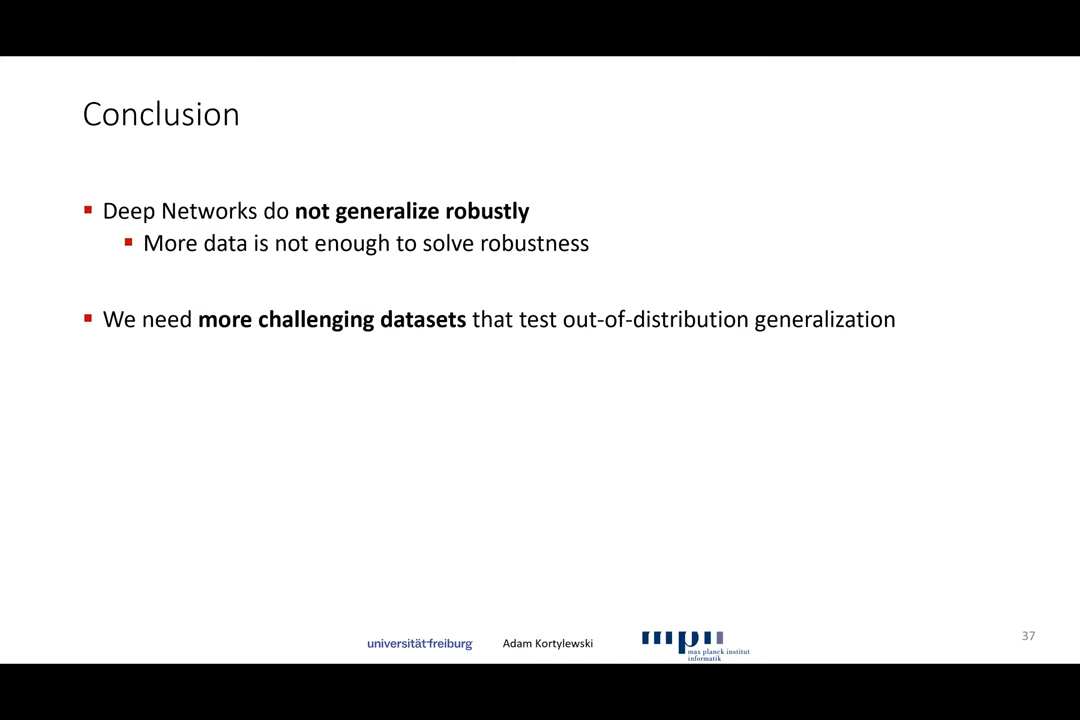 Conclusion
Deep Networks do not generalize robustly
More data is not enough to solve robustness
We need more challenging datasets that test out-of-distribution generalization
universität freiburg
Adam Kortylewski
mpii
max planck institut
informatik
37